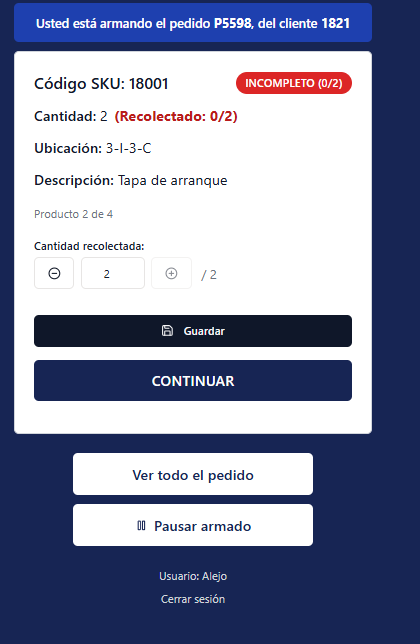 Usted está armando el pedido P5598, del cliente 1821
Código SKU: 18001 INCOMPLETO (0/2)
Cantidad: 2 (Recolectado: 0/2)
Ubicación: 3-I-3-C
Descripción: Tapa de arranque
Producto 2 de 4
Cantidad recolectada:
2 / 2
Guardar
CONTINUAR
Ver todo el pedido
Pausar armado
Usuario: Alejo
Cerrar sesión